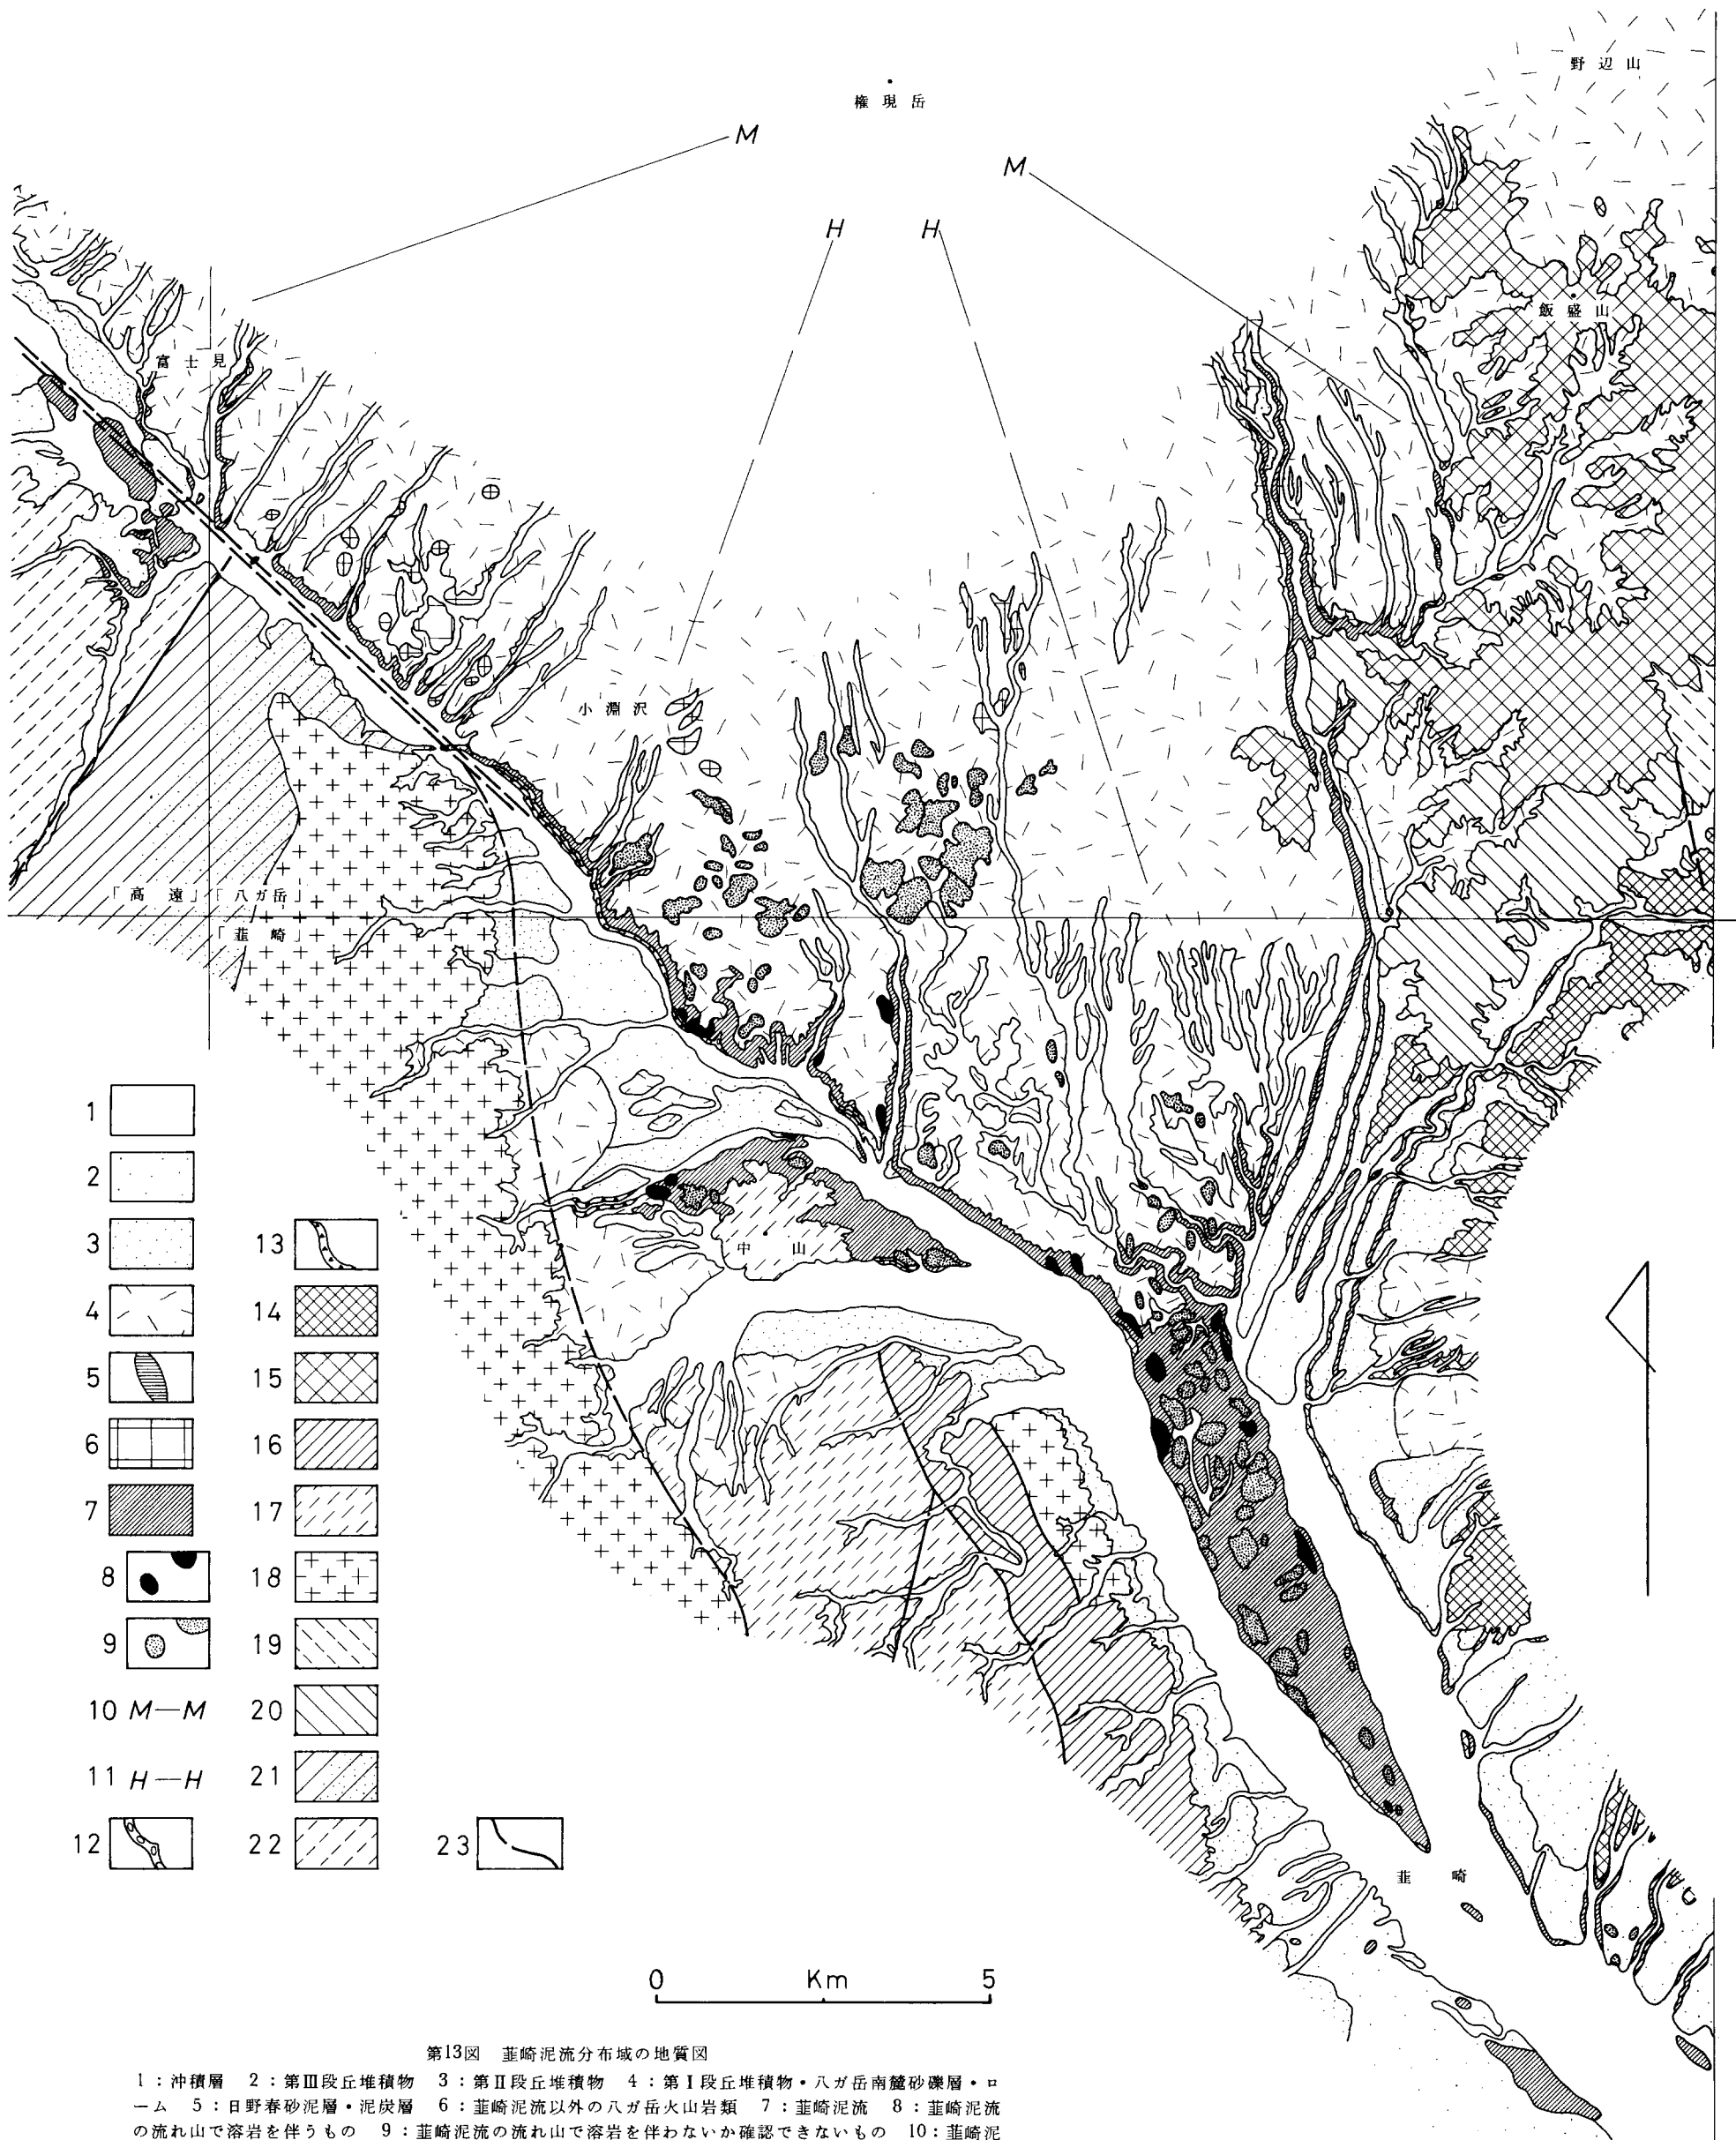 野辺山
権現岳
M
M
H
H
飯盛山
富士見
小淵沢
「高遠」「八ガ岳」
「韮崎」
中山
1
2
3
4
5
6
7
8
9
10 M—M
11 H—H
12
13
14
15
16
17
18
19
20
21
22
23
韮崎
0 Km 5
第13図 韮崎泥流分布域の地質図
1：沖積層 2：第Ⅲ段丘堆積物 3：第Ⅱ段丘堆積物 4：第Ⅰ段丘堆積物・八ガ岳南麓砂礫層・ロ
ーム 5：日野春砂泥層・泥炭層 6：韮崎泥流以外の八ガ岳火山岩類 7：韮崎泥流 8：韮崎泥流
の流れ山で溶岩を伴うもの 9：韮崎泥流の流れ山で溶岩を伴わないか確認できないもの 10：韮崎泥